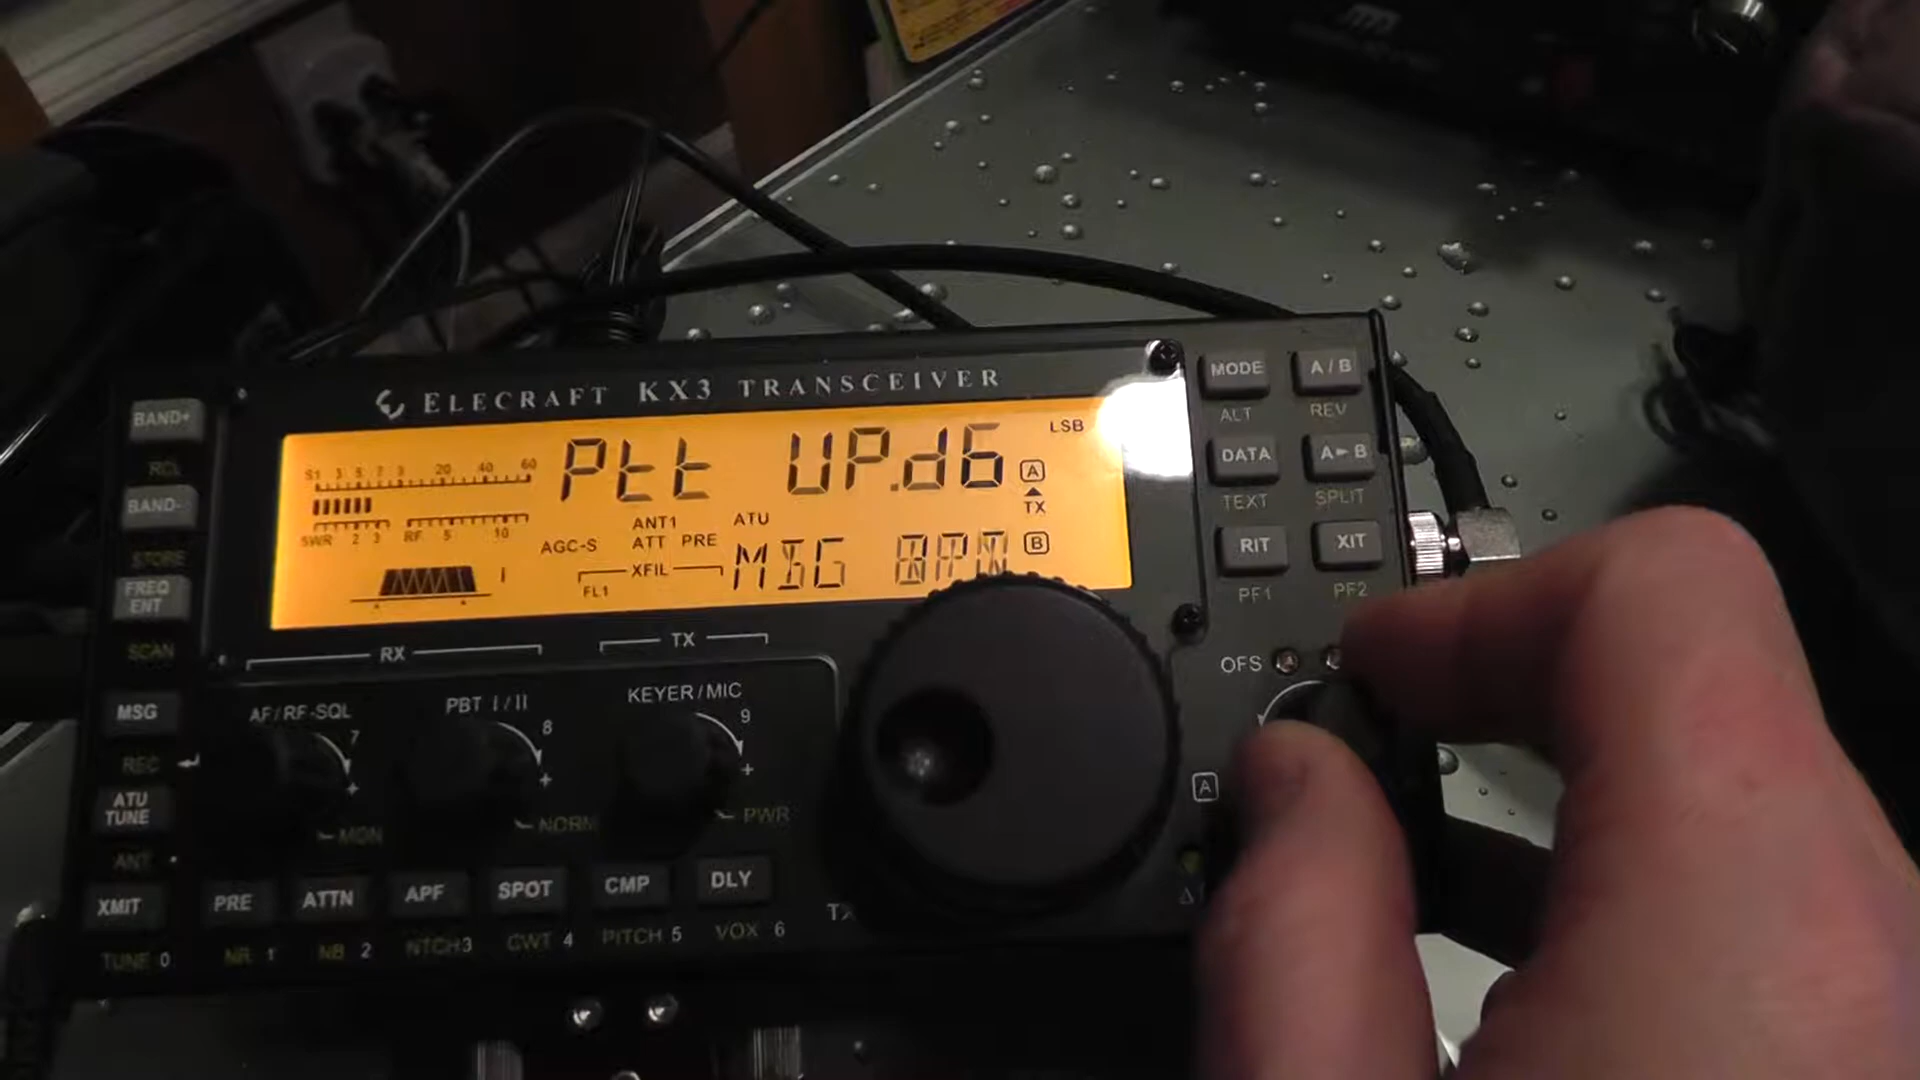 ELECRAFT KX3 TRANSCEIVER
BAND+
RCL
BAND-
STORE
FREQ
ENT
SCAN
MSG
REC
ATU
TUNE
ANT
XMIT
TUNE 0
S1 3 5 7 9 20 40 60
SWR 2 3 RF 5 10
Ptt UP.d6
LSB
A
TX
B
ANT1 ATU
AGC-S ATT PRE
XFIL
FL1
MSG
I
MODE
ALT
A/B
REV
DATA
TEXT
A►B
SPLIT
RIT
PF1
XIT
PF2
OFS A
A
RX
TX
AF/RF-SQL
7
+
MON
PBT I/II
8
+
NORM
KEYER/MIC
9
+
PWR
PRE
NR 1
ATTN
NB 2
APF
NTCH 3
SPOT
CWT 4
CMP
PITCH 5
DLY
VOX 6
TX